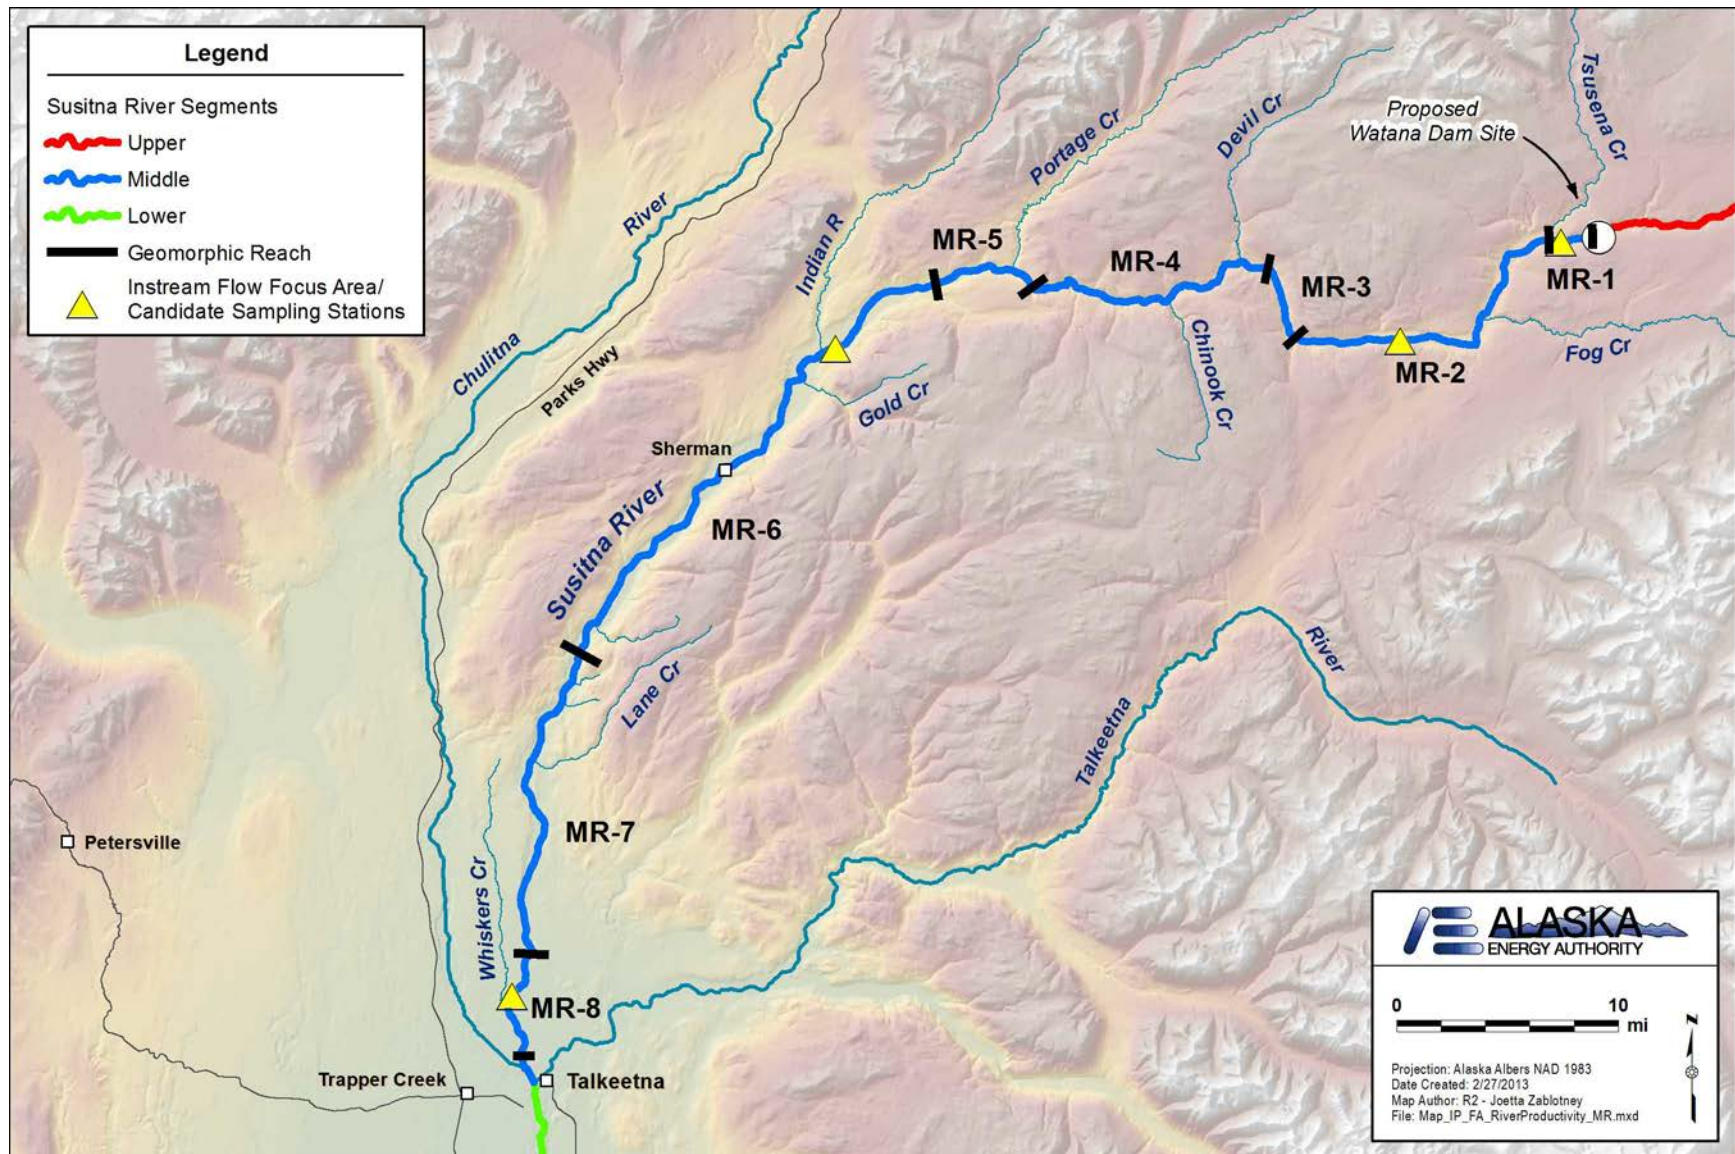 Legend
Susitna River Segments
Upper
Middle
Lower
Geomorphic Reach
Instream Flow Focus Area/
Candidate Sampling Stations
Tsusena Cr
Proposed
Watana Dam Site
Devil Cr
Portage Cr
River
Indian R
MR-5
MR-4
MR-3
MR-1
Chulitna
Parks Hwy
Gold Cr
Chinook Cr
MR-2
Fog Cr
Sherman
Susitna River
MR-6
River
Lane Cr
Talkeetna
MR-7
Petersville
Whiskers Cr
MR-8
Trapper Creek
Talkeetna
ALASKA
ENERGY AUTHORITY
0 10
mi
N
Projection: Alaska Albers NAD 1983
Date Created: 2/27/2013
Map Author: R2 - Joetta Zablotney
File: Map_IP_FA_RiverProductivity_MR.mxd